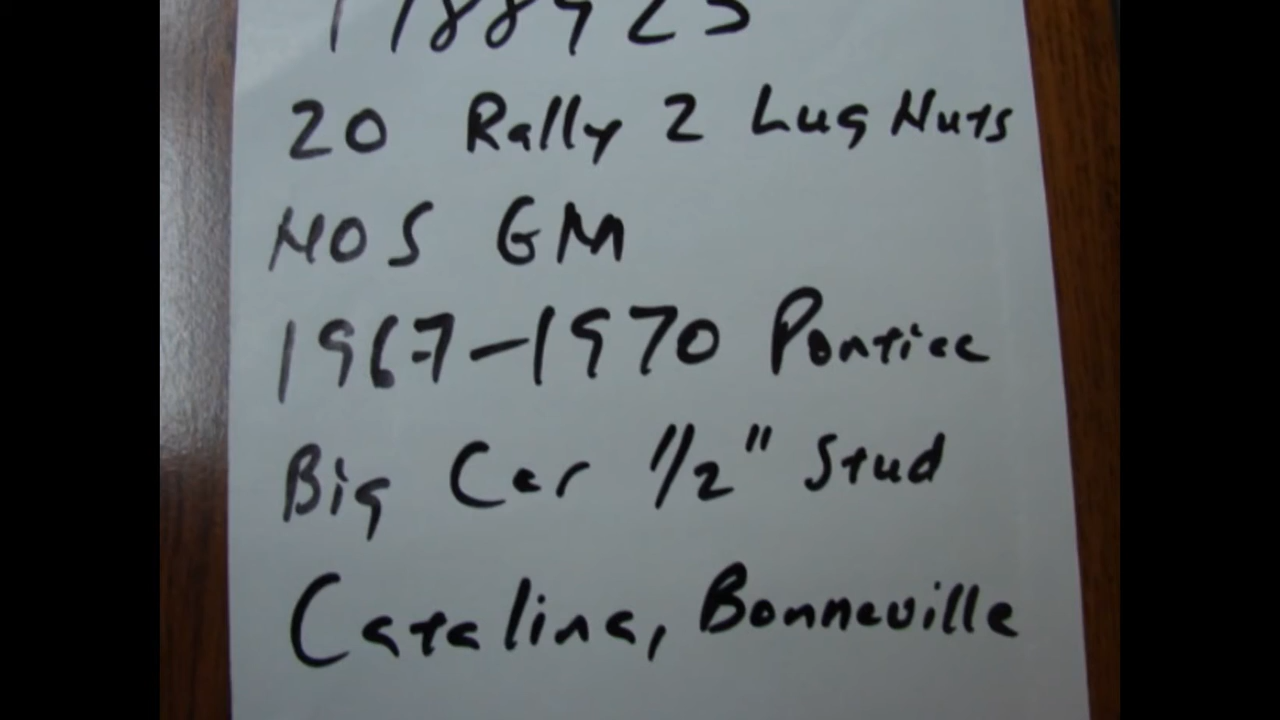 20 Rally 2 Lug Nuts
NOS GM
1967-1970 Pontiac
Big Car 1/2" Stud
Catalina, Bonneville